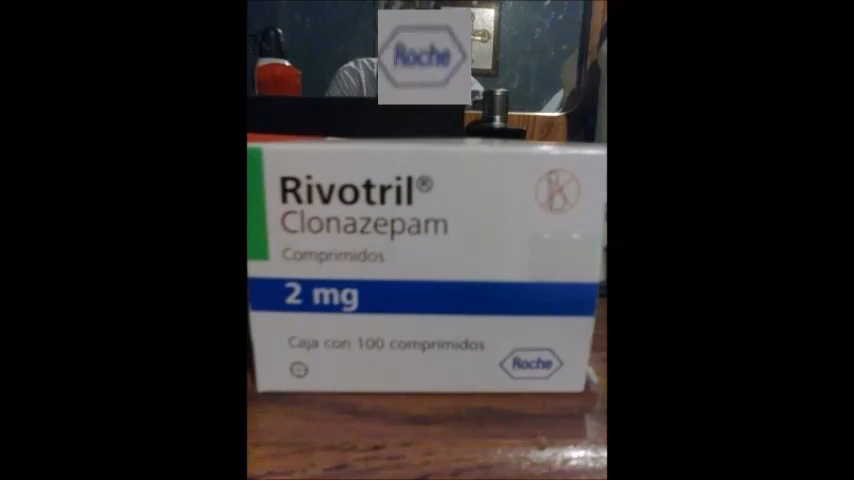 Roche
Rivotril®
Clonazepam
Comprimidos
2 mg
Caja con 100 comprimidos
Roche